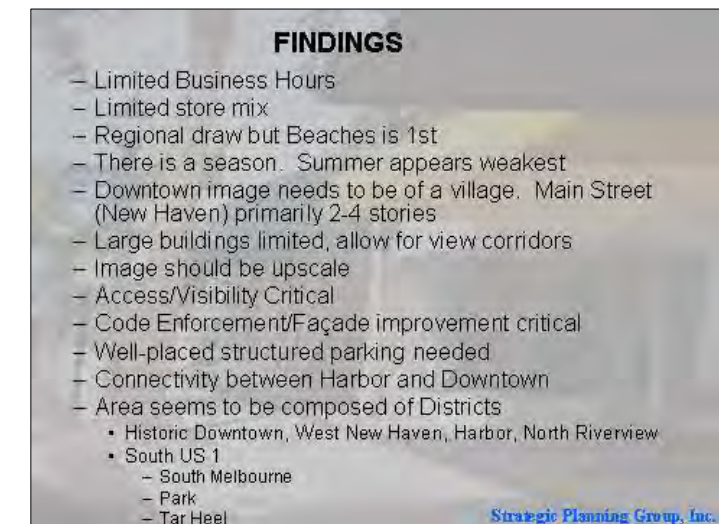 FINDINGS
– Limited Business Hours
– Limited store mix
– Regional draw but Beaches is 1st
– There is a season. Summer appears weakest
– Downtown image needs to be of a village. Main Street
(New Haven) primarily 2-4 stories
– Large buildings limited, allow for view corridors
– Image should be upscale
– Access/Visibility Critical
– Code Enforcement/Façade improvement critical
– Well-placed structured parking needed
– Connectivity between Harbor and Downtown
– Area seems to be composed of Districts
• Historic Downtown, West New Haven, Harbor, North Riverview
• South US 1
– South Melbourne
– Park
– Tar Heel
Strategic Planning Group, Inc.